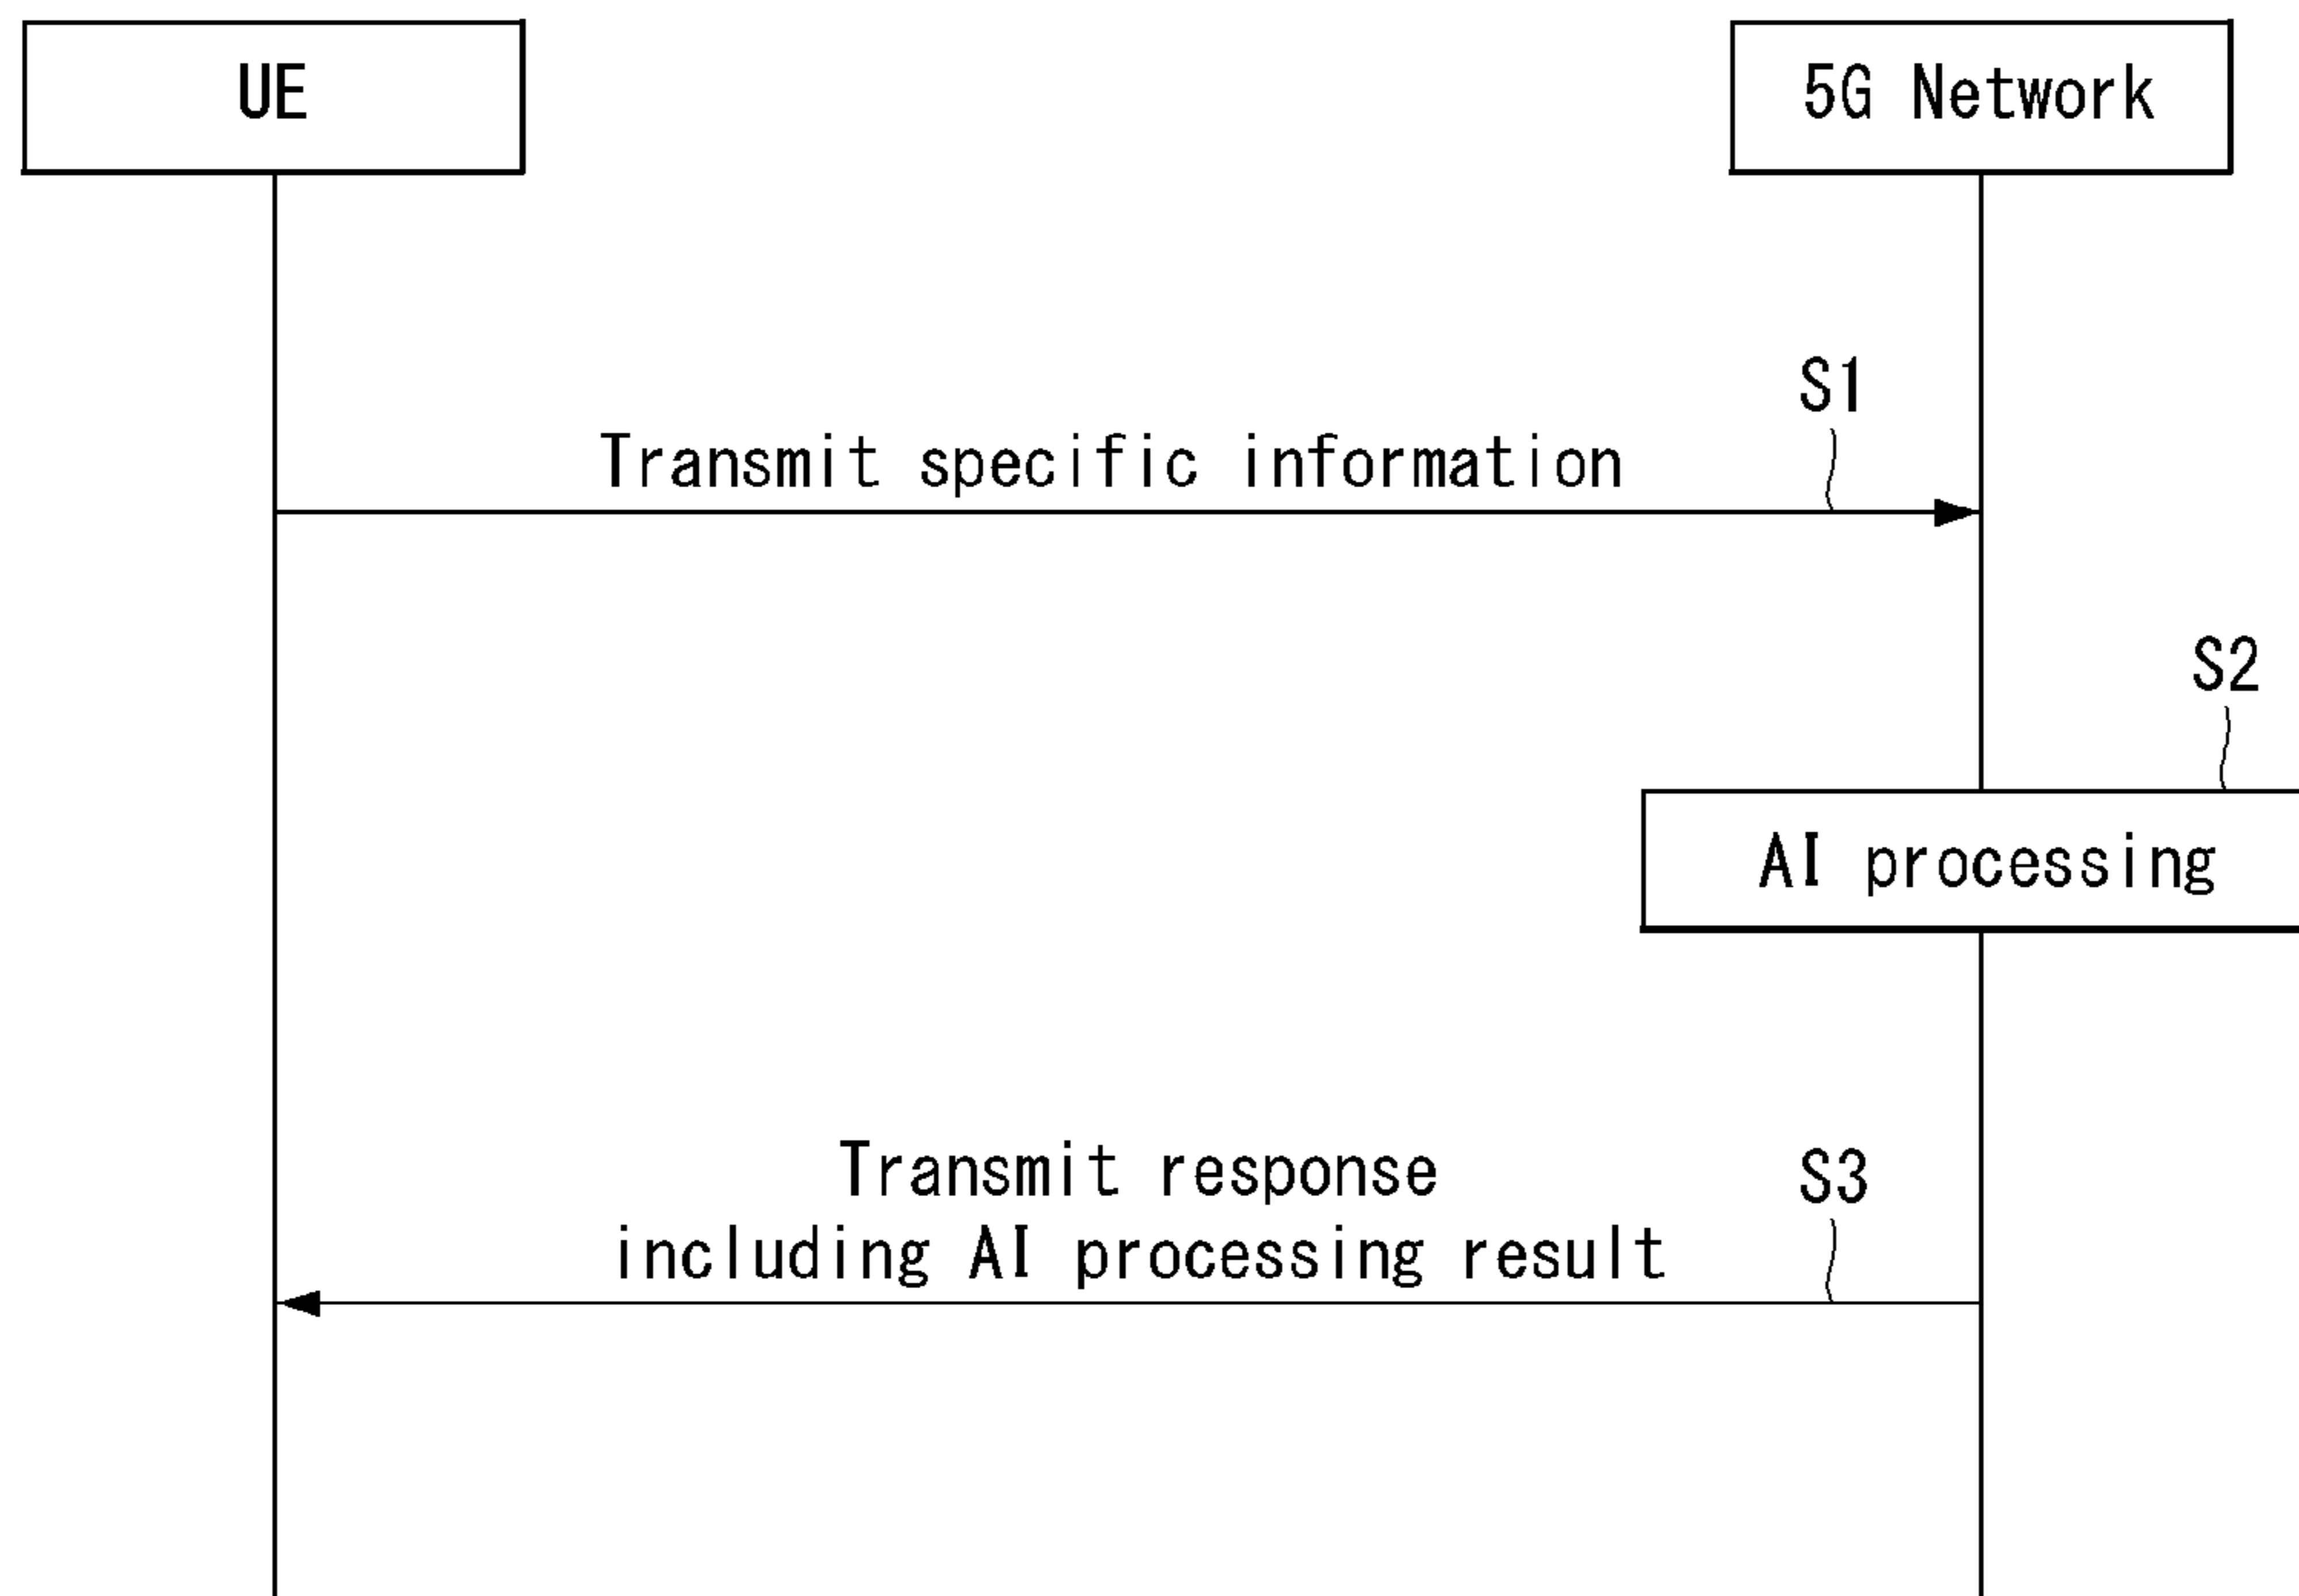 UE
5G Network
S1
Transmit specific information
S2
AI processing
Transmit response
S3
including AI processing result